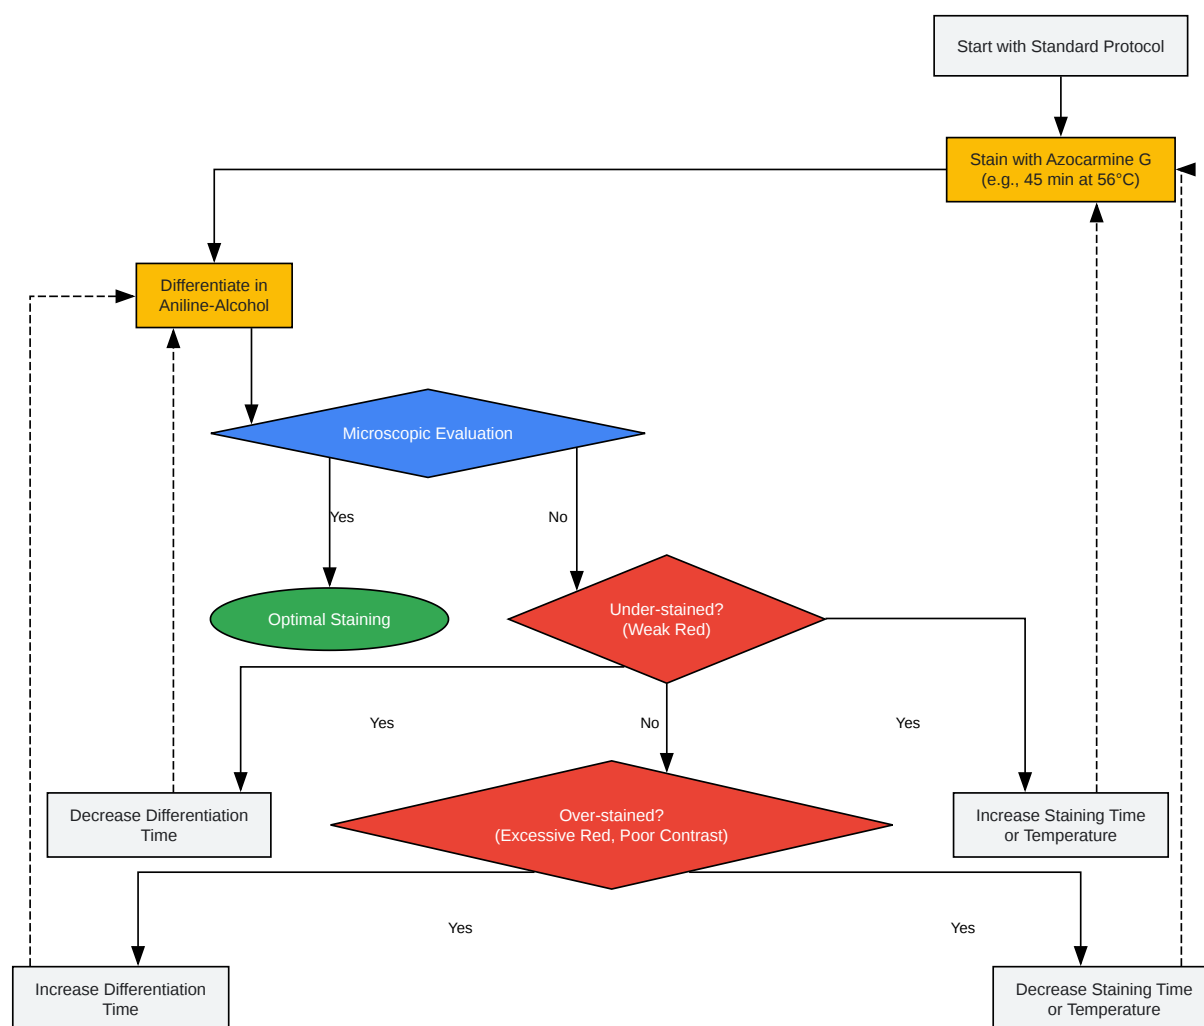 Start with Standard Protocol
Stain with Azocarmine G
(e.g., 45 min at 56°C)
Differentiate in
Aniline-Alcohol
Microscopic Evaluation
Yes
No
Optimal Staining
Under-stained?
(Weak Red)
Yes
No
Yes
Decrease Differentiation
Time
Over-stained?
(Excessive Red, Poor Contrast)
Increase Staining Time
or Temperature
Yes
Yes
Increase Differentiation
Time
Decrease Staining Time
or Temperature